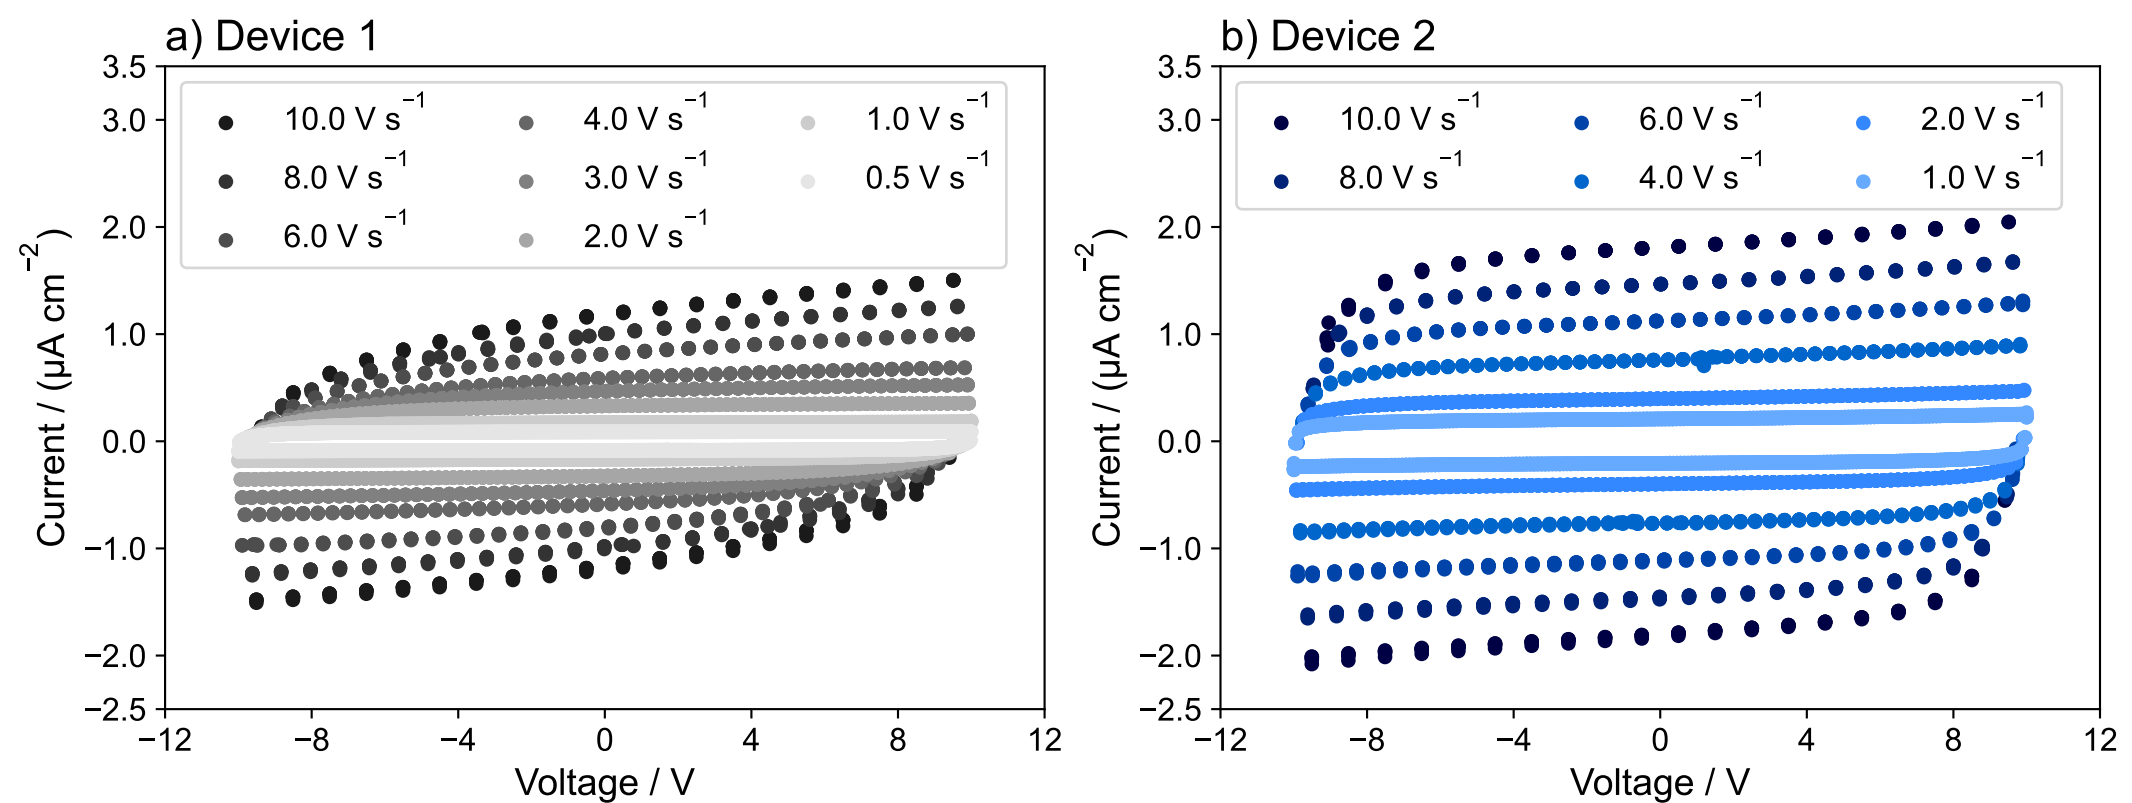 a) Device 1
3.5
3.0
2.0
1.0
0.0
−1.0
−2.0
−2.5
Current / (μA cm⁻²)
10.0 V s⁻¹
8.0 V s⁻¹
6.0 V s⁻¹
4.0 V s⁻¹
3.0 V s⁻¹
2.0 V s⁻¹
1.0 V s⁻¹
0.5 V s⁻¹
−12 −8 −4 0 4 8 12
Voltage / V
b) Device 2
3.5
3.0
2.0
1.0
0.0
−1.0
−2.0
−2.5
Current / (μA cm⁻²)
10.0 V s⁻¹
8.0 V s⁻¹
6.0 V s⁻¹
4.0 V s⁻¹
2.0 V s⁻¹
1.0 V s⁻¹
−12 −8 −4 0 4 8 12
Voltage / V